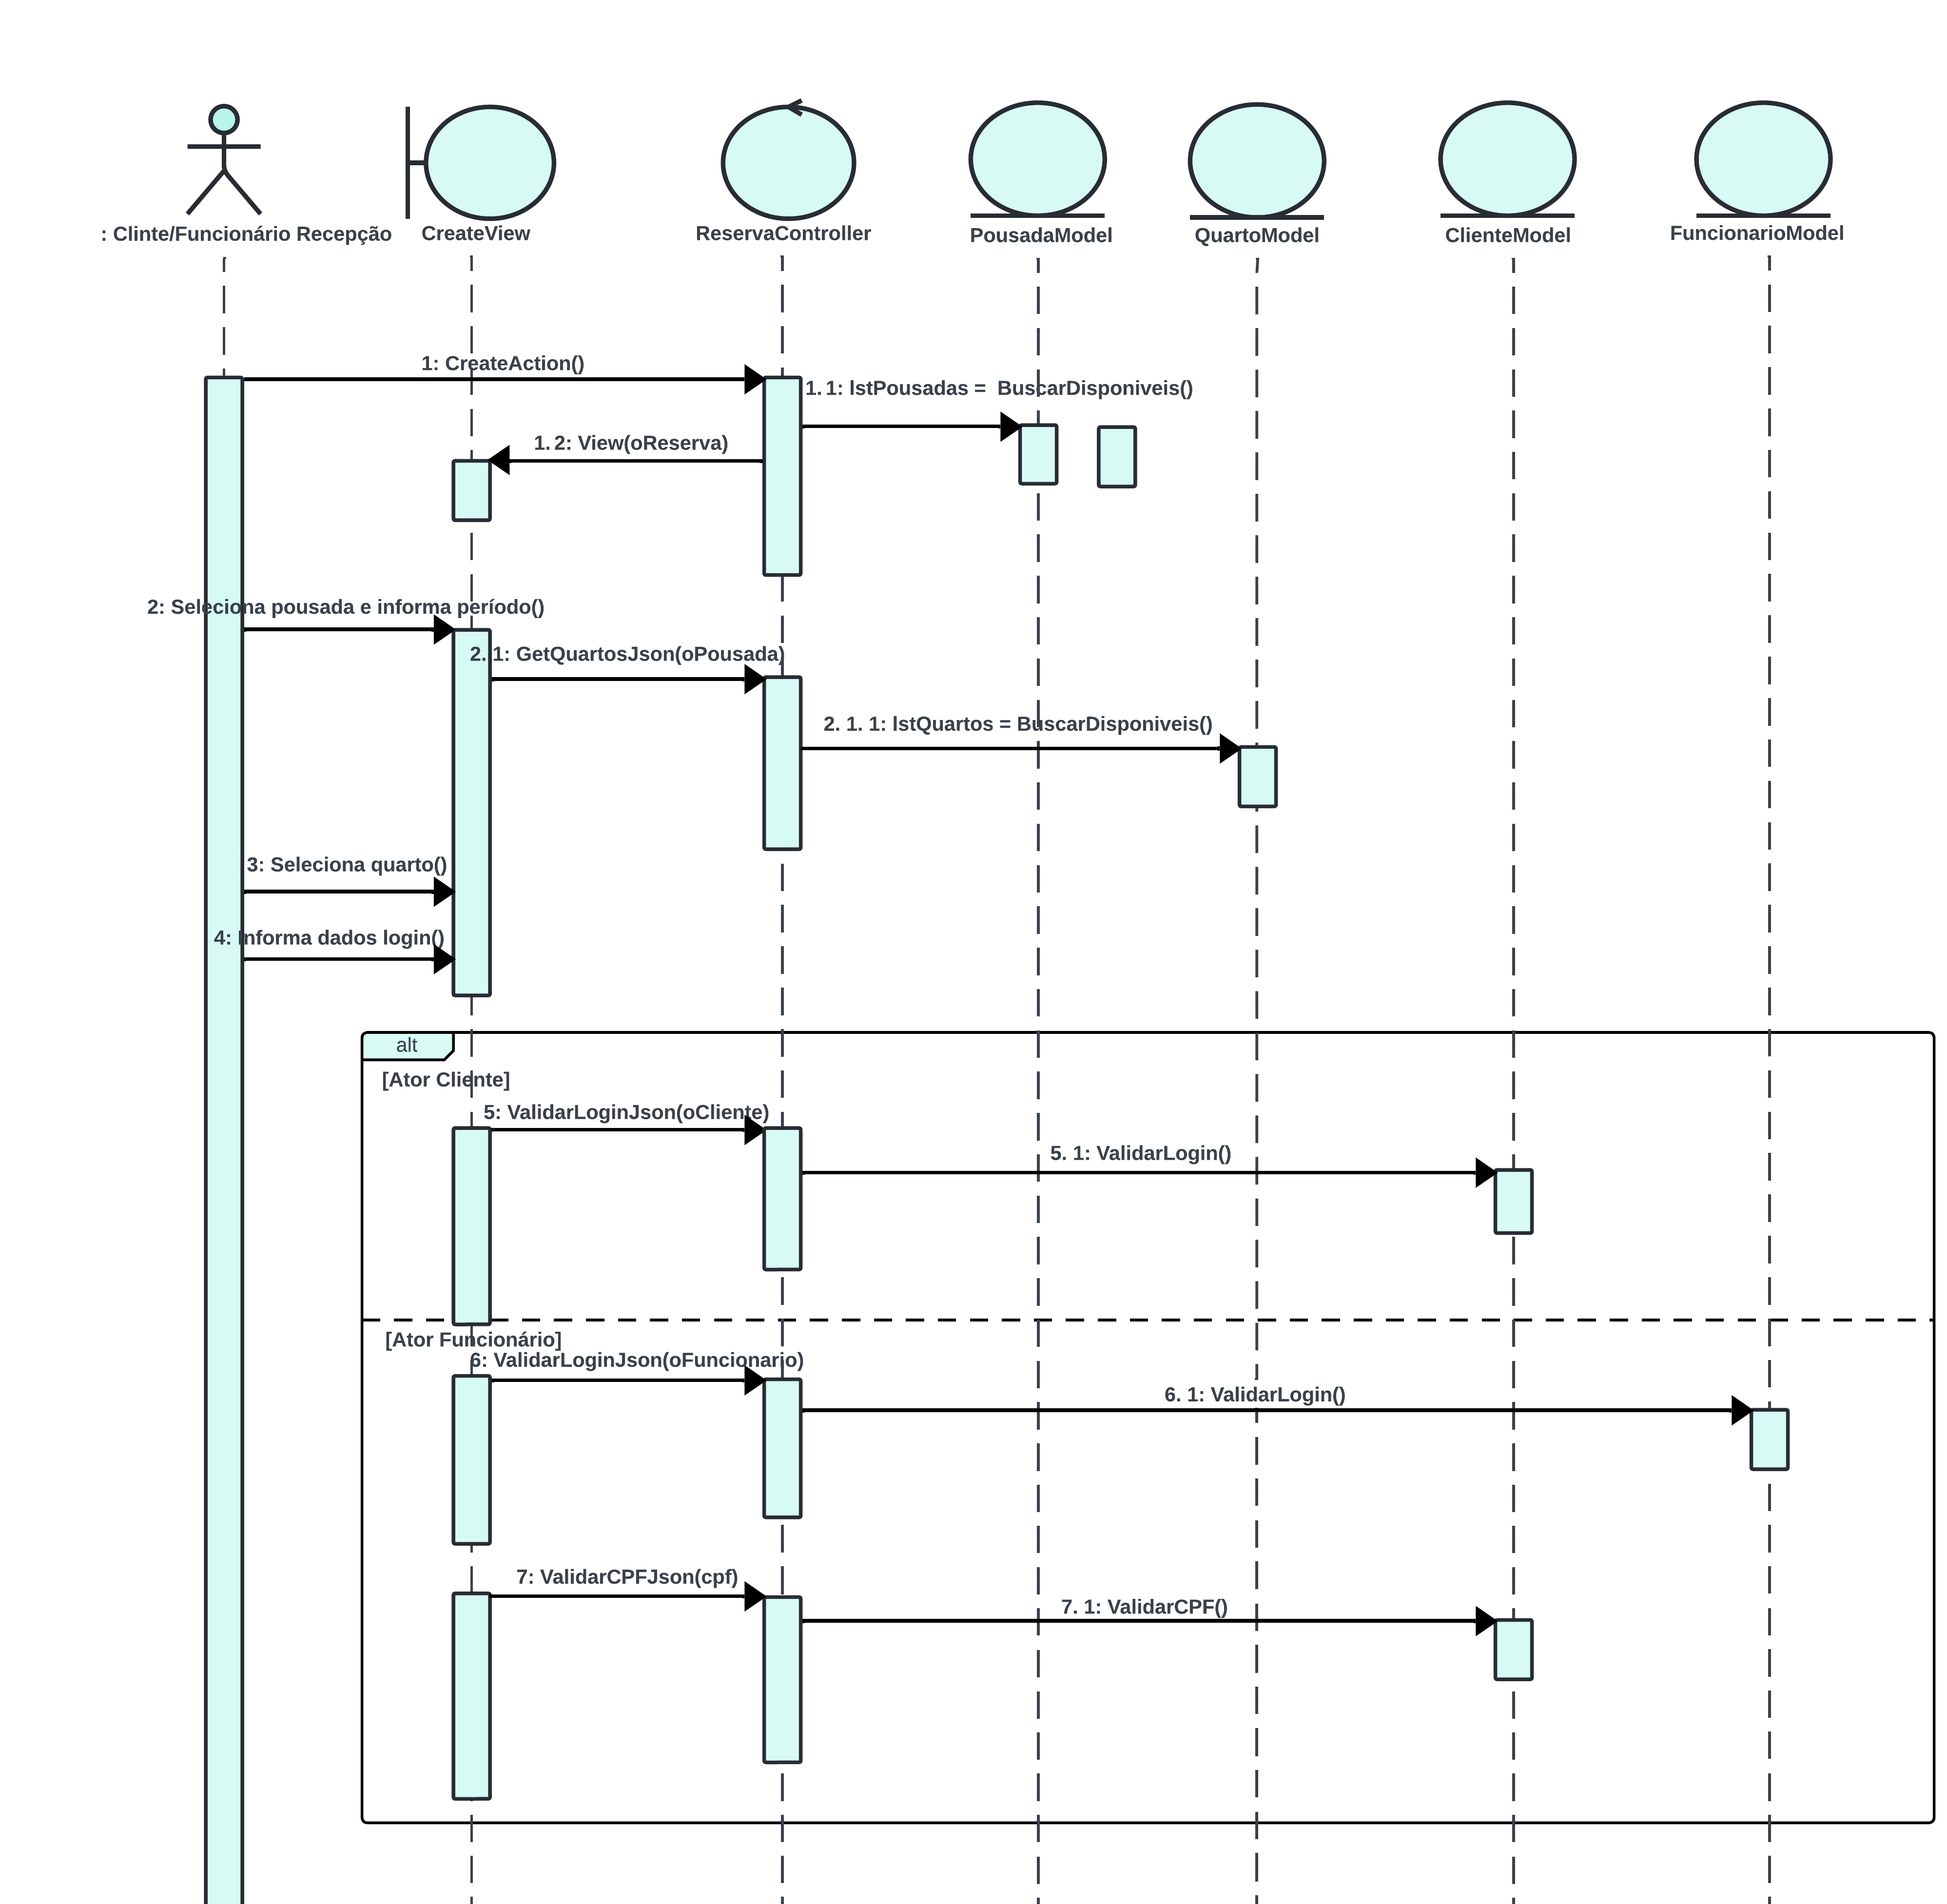 : Clinte/Funcionário Recepção
CreateView
ReservaController
PousadaModel
QuartoModel
ClienteModel
FuncionarioModel
1: CreateAction()
1. 1: lstPousadas = BuscarDisponiveis()
1. 2: View(oReserva)
2: Seleciona pousada e informa período()
2. 1: GetQuartosJson(oPousada)
2. 1. 1: lstQuartos = BuscarDisponiveis()
3: Seleciona quarto()
4: Informa dados login()
alt
[Ator Cliente]
5: ValidarLoginJson(oCliente)
5. 1: ValidarLogin()
[Ator Funcionário]
6: ValidarLoginJson(oFuncionario)
6. 1: ValidarLogin()
7: ValidarCPFJson(cpf)
7. 1: ValidarCPF()